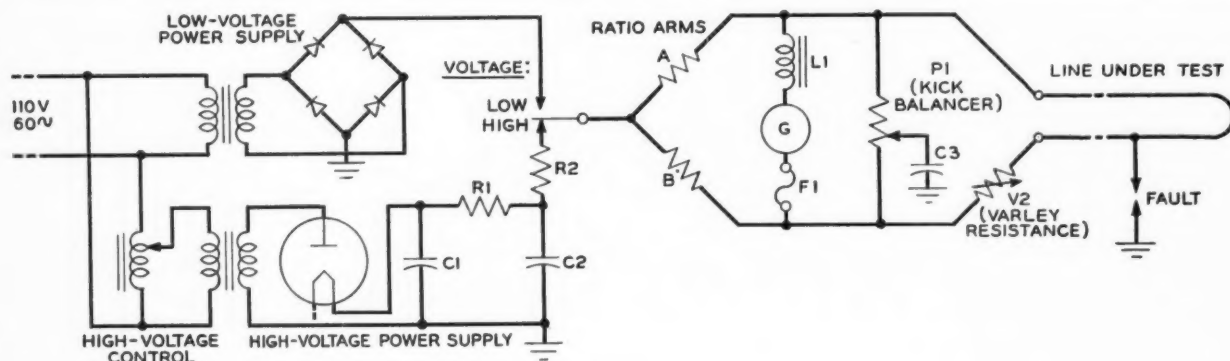 LOW-VOLTAGE
POWER SUPPLY
110 V
60~
VOLTAGE:
LOW
HIGH
R2
R1
C1
C2
HIGH-VOLTAGE
CONTROL
HIGH-VOLTAGE POWER SUPPLY
RATIO ARMS
A
B
L1
G
F1
P1
(KICK
BALANCER)
C3
LINE UNDER TEST
V2
(VARLEY
RESISTANCE)
FAULT